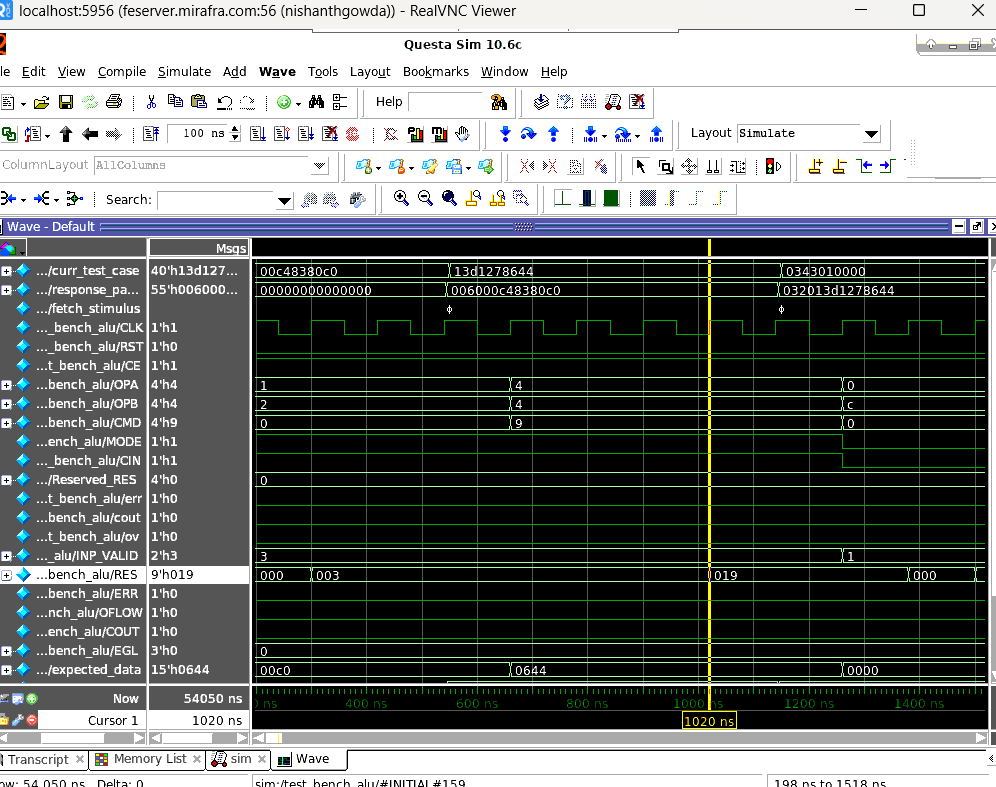 localhost:5956 (feserver.mirafra.com:56 (nishanthgowda)) - RealVNC Viewer
Questa Sim 10.6c
le Edit View Compile Simulate Add Wave Tools Layout Bookmarks Window Help
Help
100 ns Layout Simulate
ColumnLayout AllColumns
Search:
Wave - Default
Msgs
.../curr_test_case 40'h13d127... 00c48380c0 13d1278644 0343010000
.../response_pa... 55'h006000... 00000000000000 006000c48380c0 032013d1278644
.../fetch_stimulus
..._bench_alu/CLK 1'h1
..._bench_alu/RST 1'h0
...t_bench_alu/CE 1'h1
...bench_alu/OPA 4'h4 1 4 0
...bench_alu/OPB 4'h4 2 4 c
...bench_alu/CMD 4'h9 0 9 0
...ench_alu/MODE 1'h1
..._bench_alu/CIN 1'h1
.../Reserved_RES 4'h0 0
...t_bench_alu/err 1'h0
...bench_alu/cout 1'h0
...t_bench_alu/ov 1'h0
..._alu/INP_VALID 2'h3 3 1
...bench_alu/RES 9'h019 000 003 019 000
...bench_alu/ERR 1'h0
...nch_alu/OFLOW 1'h0
...ench_alu/COUT 1'h0
...bench_alu/EGL 3'h0 0
.../expected_data 15'h0644 00c0 0644 0000
Now 54050 ns ns 400 ns 600 ns 800 ns 1000 ns 1200 ns 1400 ns
Cursor 1 1020 ns 1020 ns
Transcript Memory List sim Wave
ow: 54,050 ns Delta: 0 sim:/test_bench_alu/#INITIAL#159 198 ns to 1518 ns